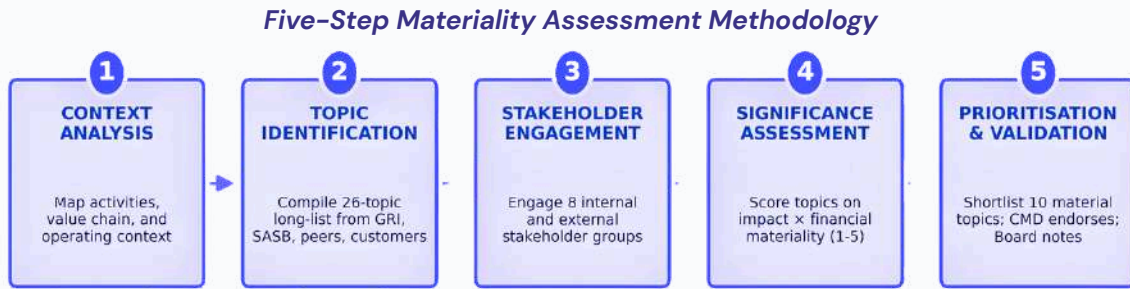 Five-Step Materiality Assessment Methodology
1
CONTEXT
ANALYSIS
Map activities,
value chain, and
operating context
2
TOPIC
IDENTIFICATION
Compile 26-topic
long-list from GRI,
SASB, peers, customers
3
STAKEHOLDER
ENGAGEMENT
Engage 8 internal
and external
stakeholder groups
4
SIGNIFICANCE
ASSESSMENT
Score topics on
impact × financial
materiality (1-5)
5
PRIORITISATION
& VALIDATION
Shortlist 10 material
topics; CMD endorses;
Board notes